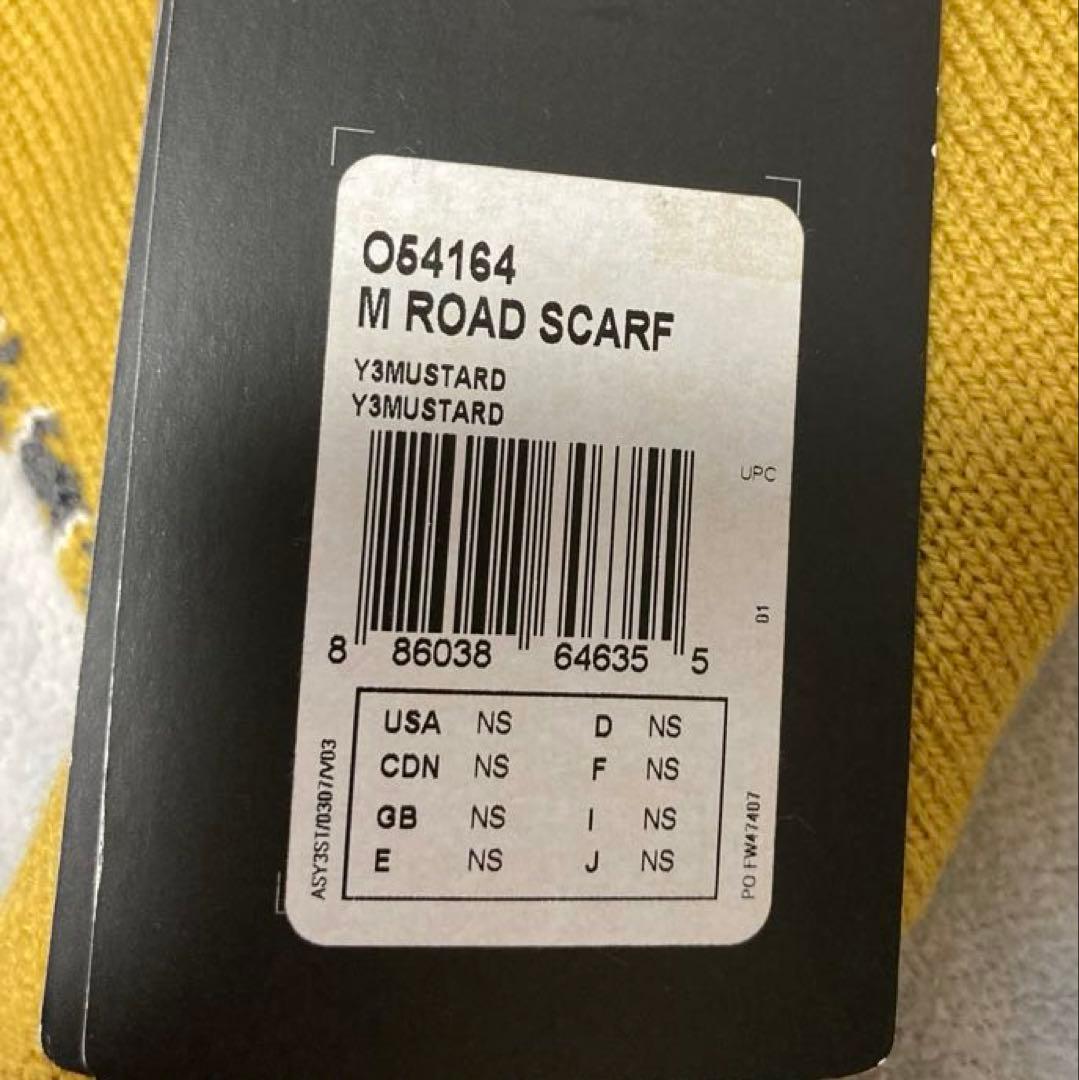 O54164
M ROAD SCARF
Y3MUSTARD
Y3MUSTARD
UPC
01
8 86038 64635 5
USA NS D NS
CDN NS F NS
GB NS I NS
E NS J NS
ASY3S1/0307/V03
PO FW47407